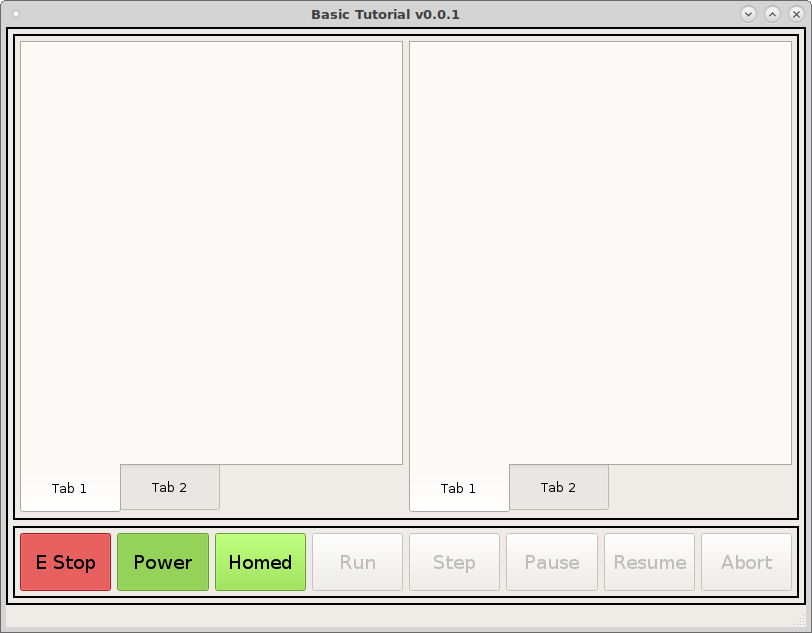 Basic Tutorial v0.0.1
Tab 1 Tab 2 Tab 1 Tab 2
E Stop Power Homed Run Step Pause Resume Abort